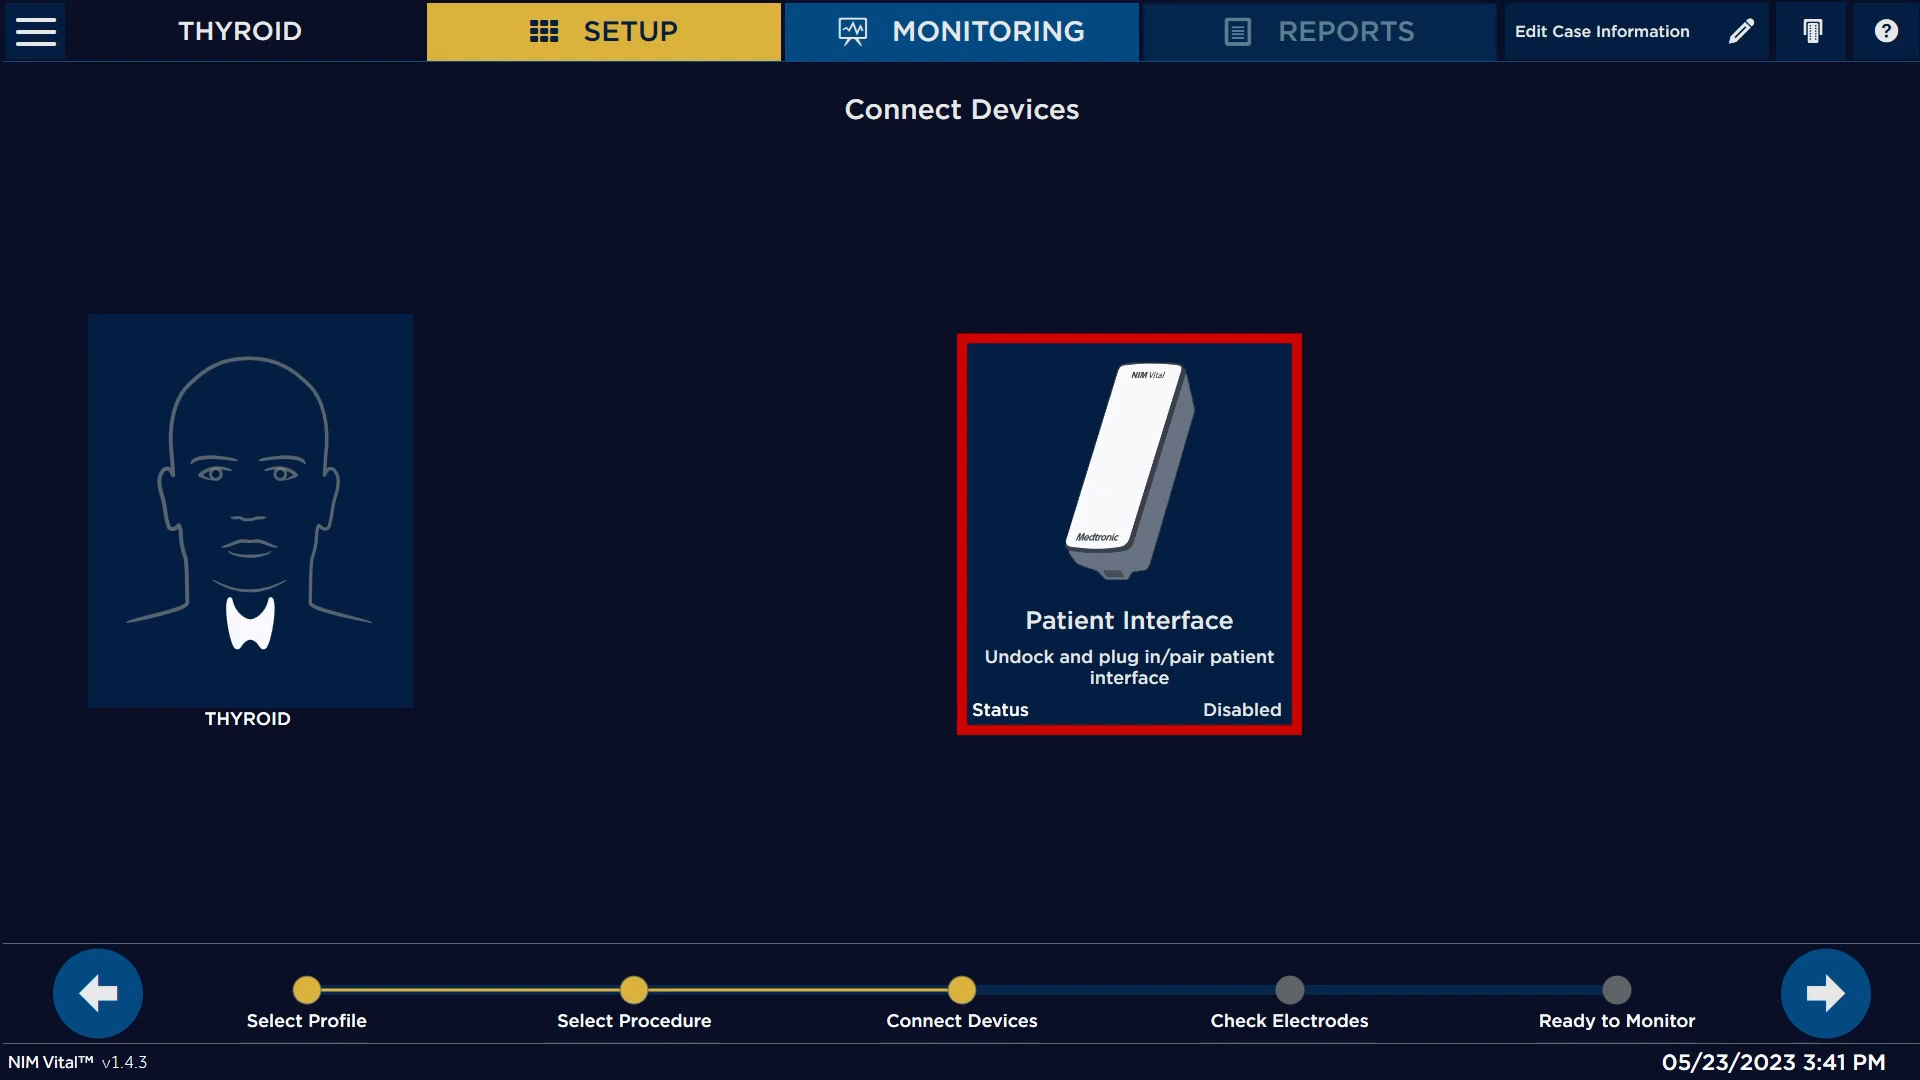 THYROID
SETUP
MONITORING
REPORTS
Edit Case Information
?
Connect Devices
NIM Vital
Medtronic
Patient Interface
Undock and plug in/pair patient
interface
Status Disabled
THYROID
Select Profile
Select Procedure
Connect Devices
Check Electrodes
Ready to Monitor
NIM Vital™ v1.4.3
05/23/2023 3:41 PM